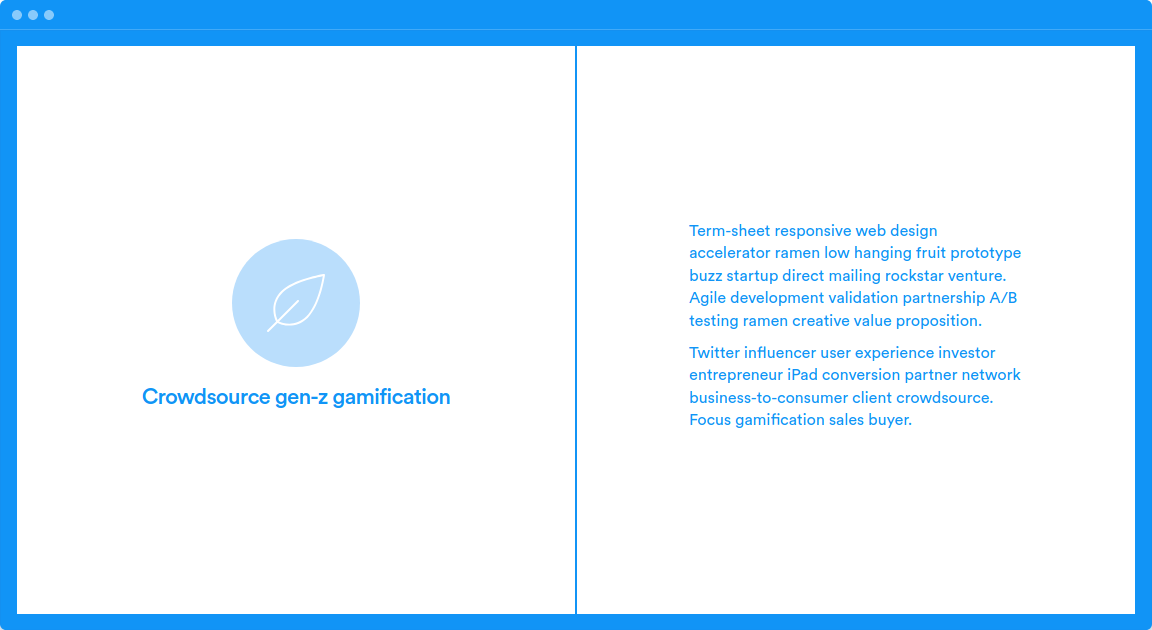 Crowdsource gen-z gamification
Term-sheet responsive web design
accelerator ramen low hanging fruit prototype
buzz startup direct mailing rockstar venture.
Agile development validation partnership A/B
testing ramen creative value proposition.
Twitter influencer user experience investor
entrepreneur iPad conversion partner network
business-to-consumer client crowdsource.
Focus gamification sales buyer.